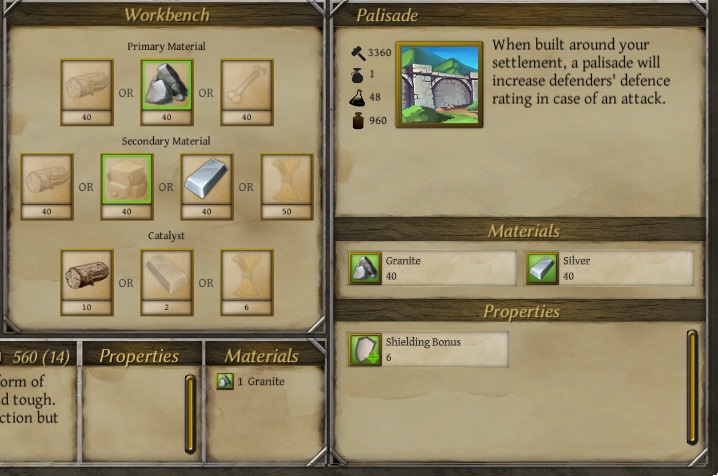 Workbench
Primary Material
OR
OR
40
40
40
Secondary Material
OR
OR
OR
40
40
40
50
Catalyst
OR
OR
10
2
6
560 (14)
Properties
Materials
form of
d tough.
ction but
1 Granite
Palisade
3360
1
48
960
When built around your
settlement, a palisade will
increase defenders' defence
rating in case of an attack.
Materials
Granite
40
Silver
40
Properties
Shielding Bonus
6